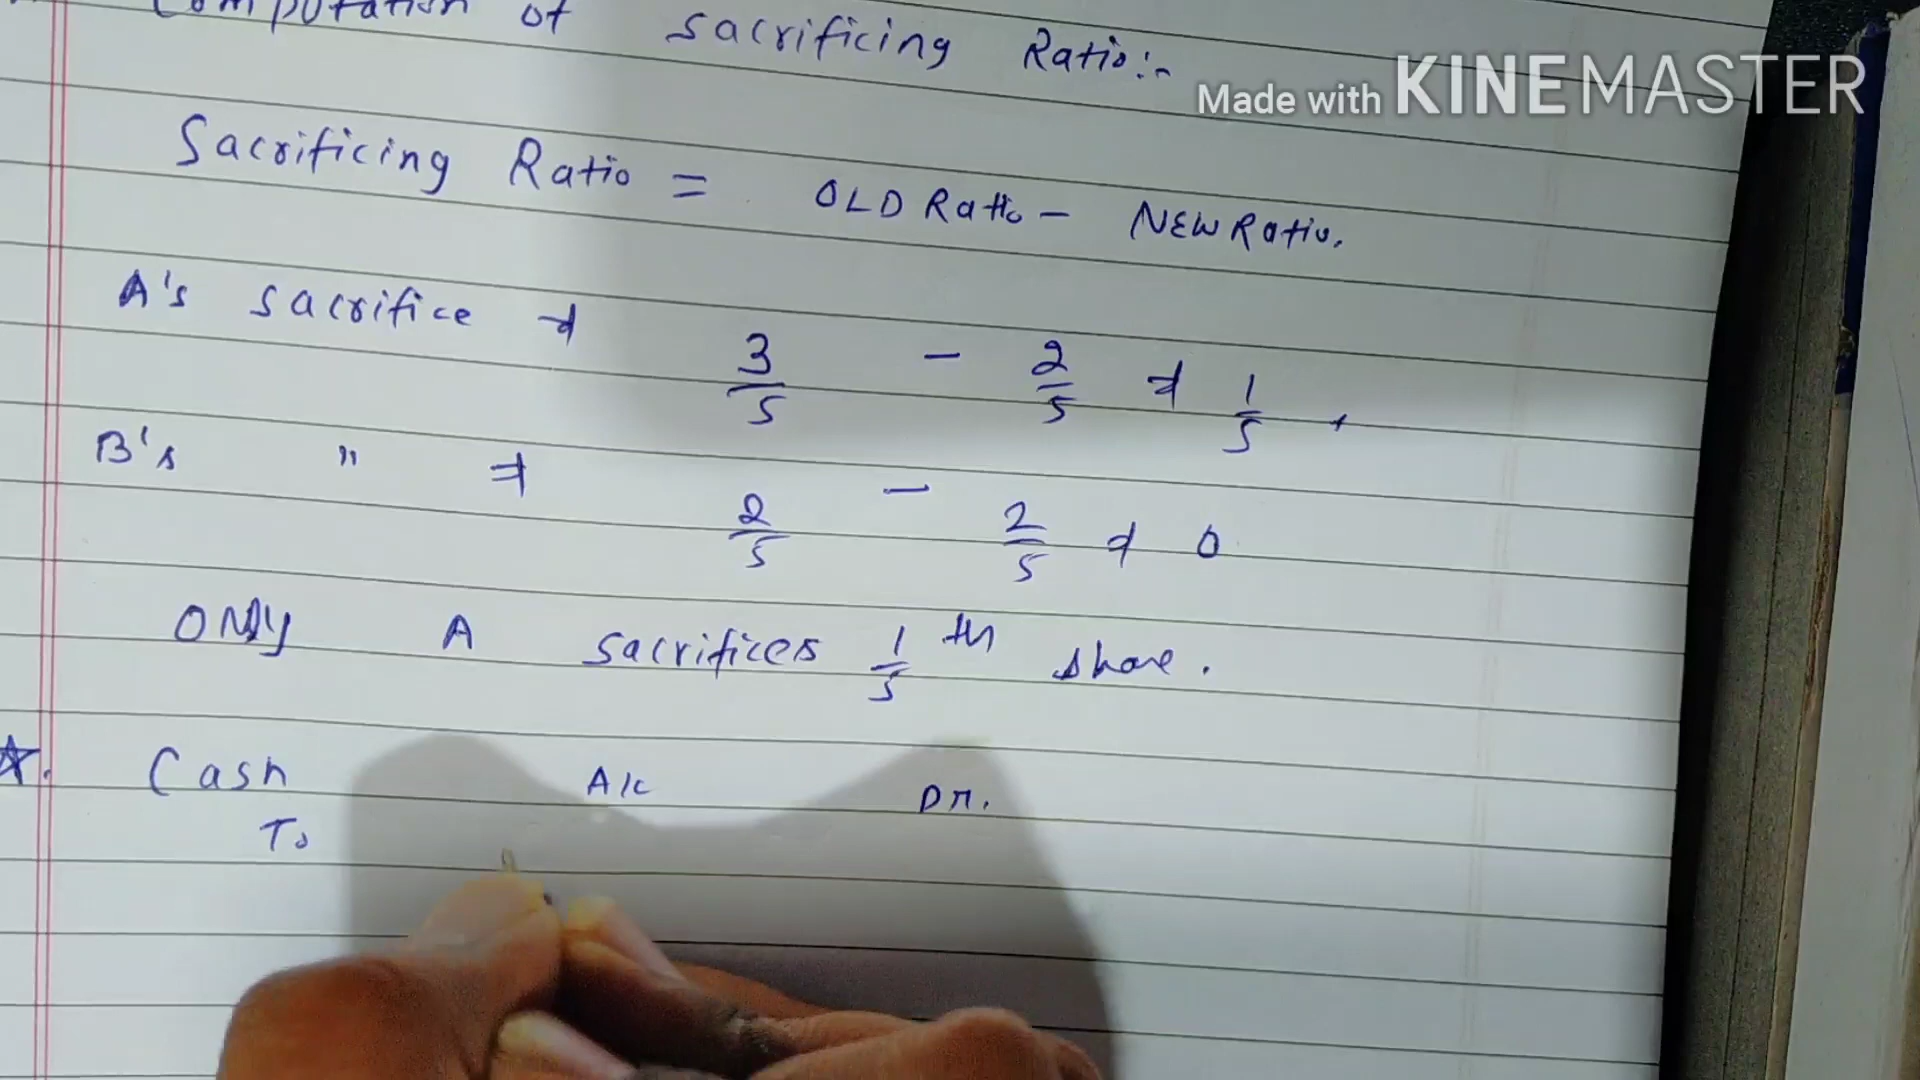 Computation of Sacrificing Ratio:-
Made with KINEMASTER
Sacrificing Ratio = OLD Ratio - NEW Ratio.
A's sacrifice ⇒ 3/5 - 2/5 ⇒ 1/5
B's " ⇒ 2/5 - 2/5 ⇒ 0
ONLY A sacrifices 1/5 th share.
☆. Cash A/c Dr.
To